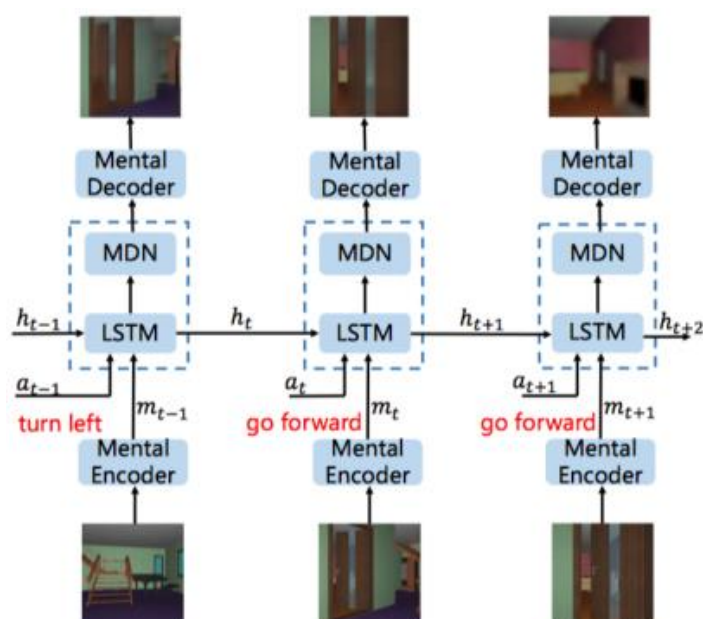 Mental
Decoder
Mental
Decoder
Mental
Decoder
MDN
MDN
MDN
h_{t-1}
LSTM
h_t
LSTM
h_{t+1}
LSTM
h_{t+2}
a_{t-1}
m_{t-1}
a_t
m_t
a_{t+1}
m_{t+1}
turn left
go forward
go forward
Mental
Encoder
Mental
Encoder
Mental
Encoder